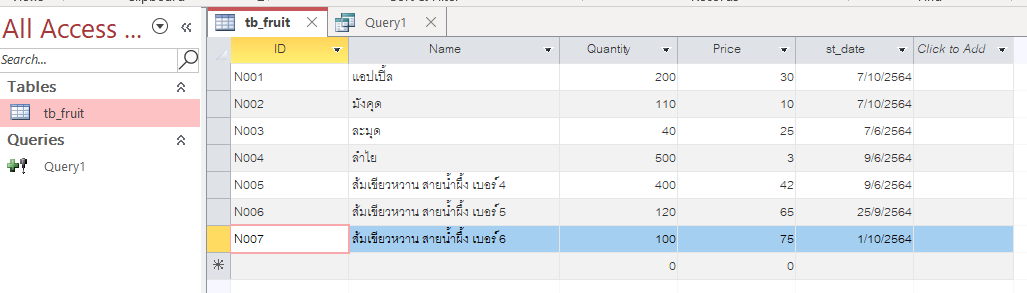 All Access ...
Search...
Tables
tb_fruit
Queries
Query1
tb_fruit
Query1
ID Name Quantity Price st_date Click to Add
N001 แอปเปิ้ล 200 30 7/10/2564
N002 มังคุด 110 10 7/10/2564
N003 ละมุด 40 25 7/6/2564
N004 ลำไย 500 3 9/6/2564
N005 ส้มเขียวหวาน สายน้ำผึ้ง เบอร์ 4 400 42 9/6/2564
N006 ส้มเขียวหวาน สายน้ำผึ้ง เบอร์ 5 120 65 25/9/2564
N007 ส้มเขียวหวาน สายน้ำผึ้ง เบอร์ 6 100 75 1/10/2564
0 0